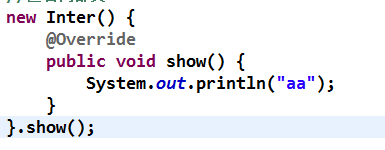 new Inter() {
    @Override
    public void show() {
        System.out.println("aa");
    }
}.show();